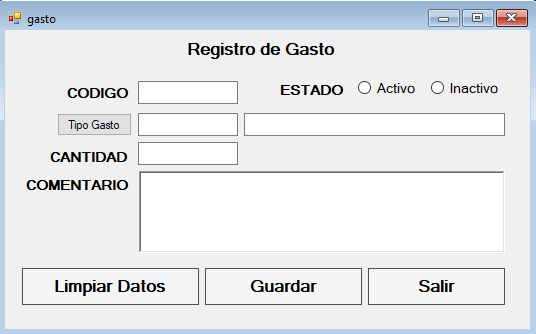 gasto
Registro de Gasto
CODIGO
ESTADO Activo Inactivo
Tipo Gasto
CANTIDAD
COMENTARIO
Limpiar Datos Guardar Salir